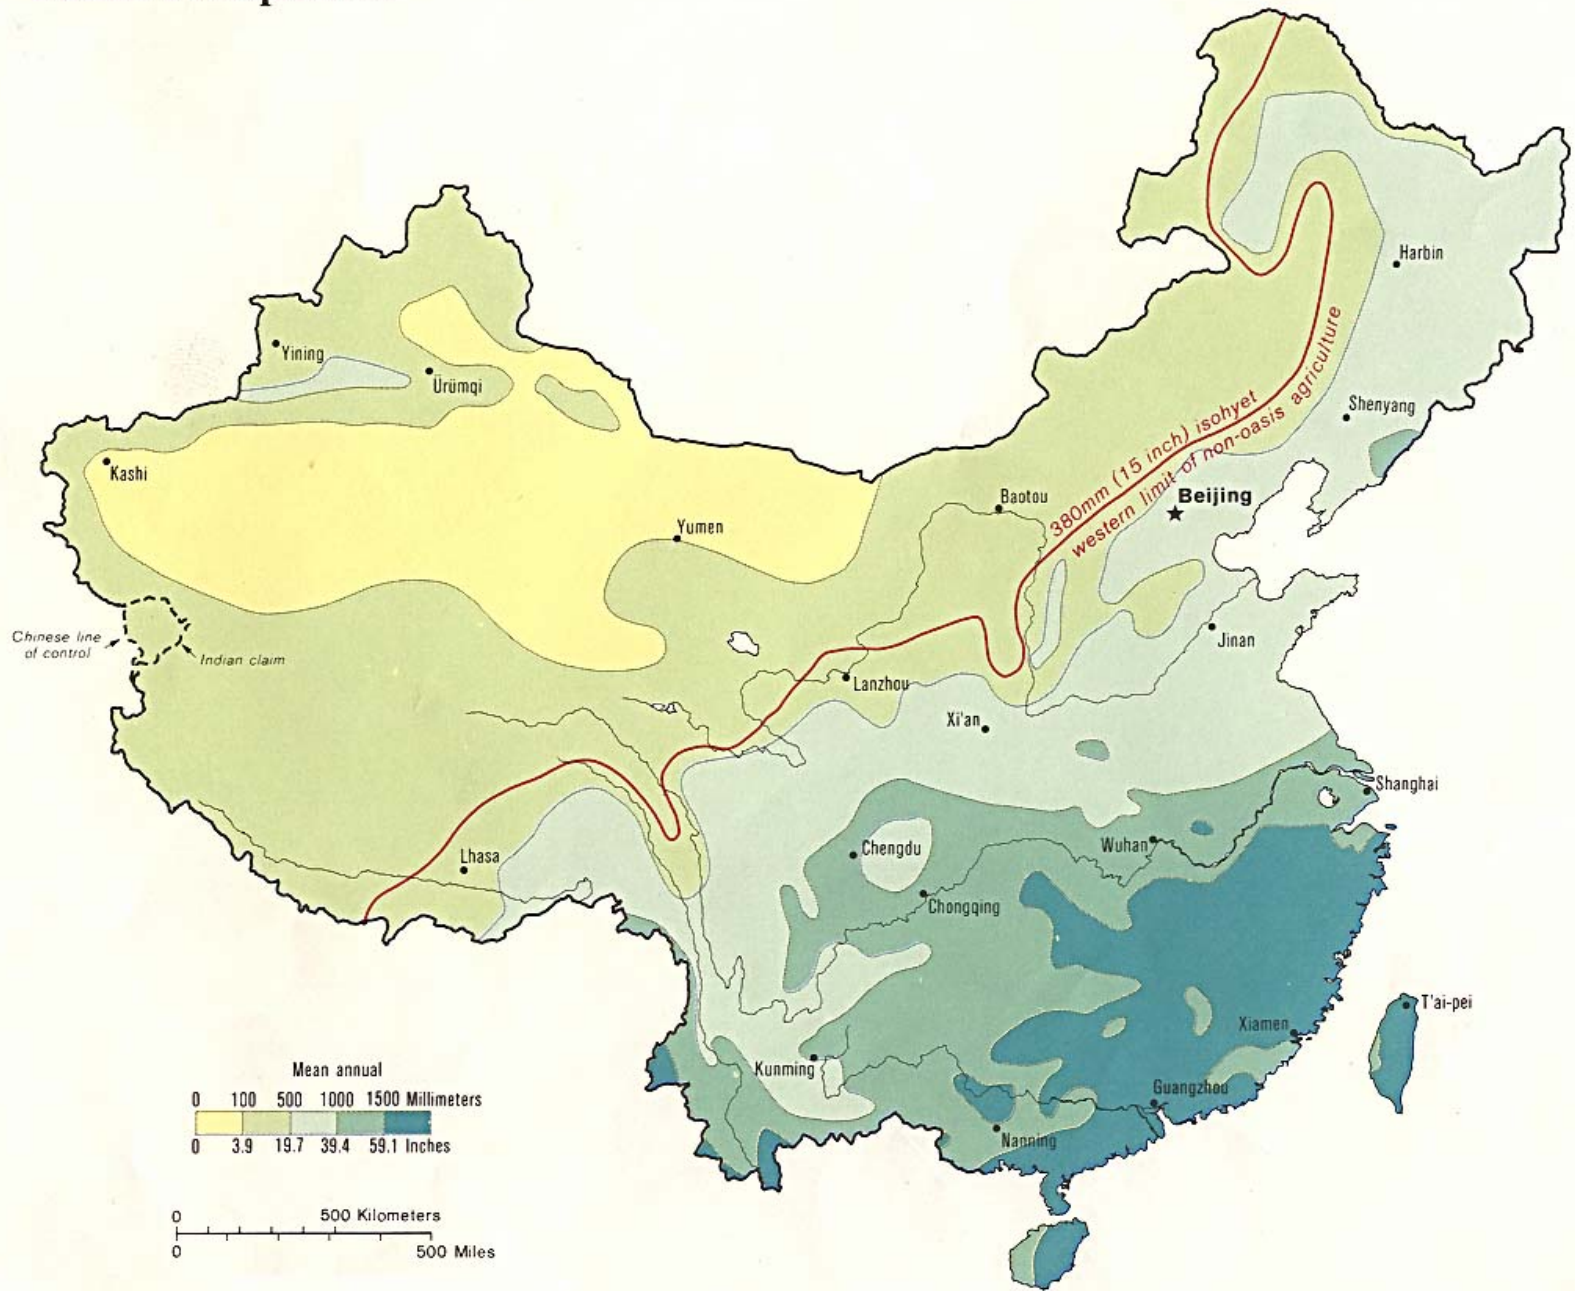 Harbin
Yining
Ürümqi
Shenyang
380mm (15 inch) isohyet
western limit of non-oasis agriculture
Kashi
Baotou
Beijing
Yumen
Chinese line
of control
Indian claim
Jinan
Lanzhou
Xi'an
Shanghai
Lhasa
Chengdu
Wuhan
Chongqing
T'ai-pei
Xiamen
Kunming
Guangzhou
Nanning
Mean annual
0 100 500 1000 1500 Millimeters
0 3.9 19.7 39.4 59.1 Inches
0 500 Kilometers
0 500 Miles